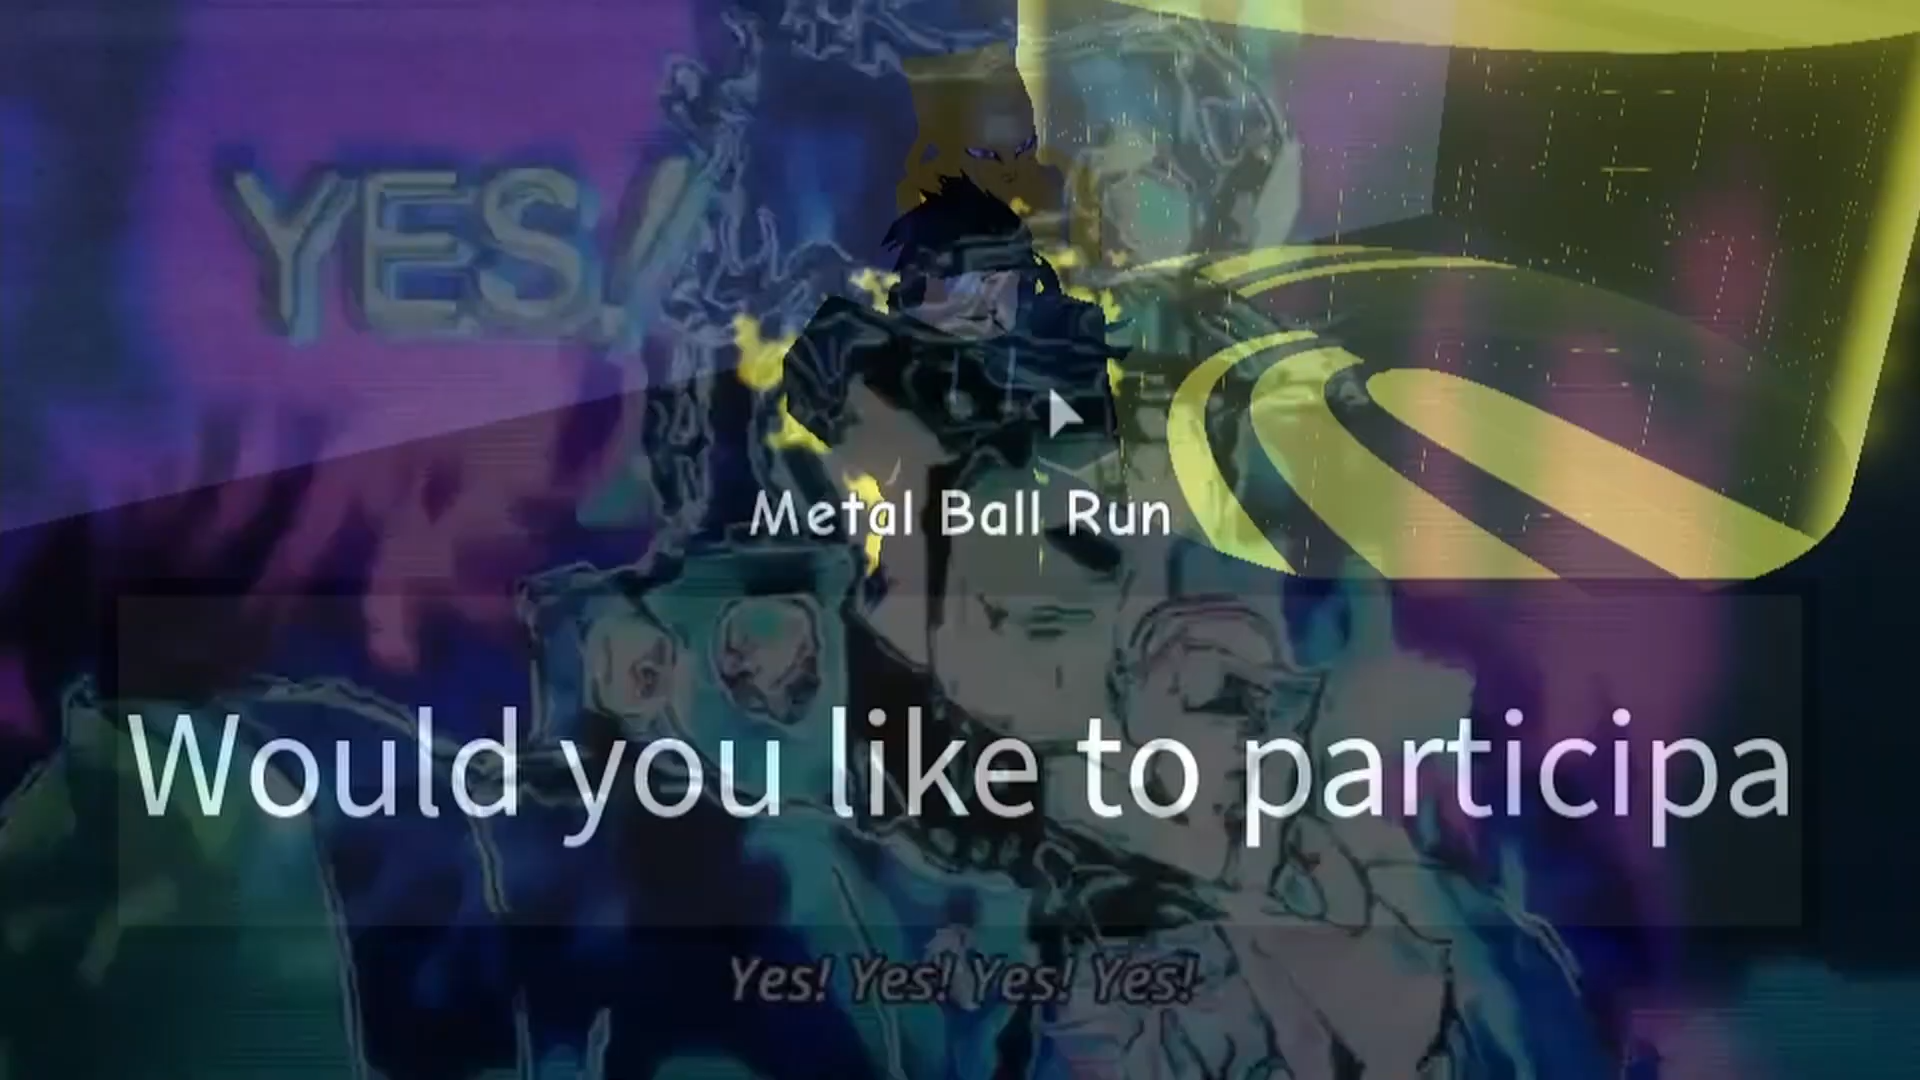 YES!
Metal Ball Run
Would you like to participa
Yes! Yes! Yes! Yes!